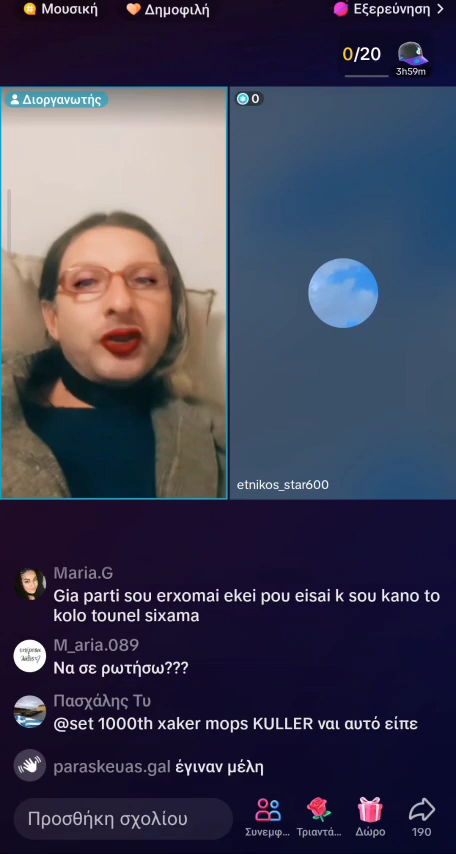 Μουσική
Δημοφιλή
Εξερεύνηση
0/20
3h59m
Διοργανωτής
0
etnikos_star600
Maria.G
Gia parti sou erxomai ekei pou eisai k sou kano to
kolo tounel sixama
M_aria.089
Να σε ρωτήσω???
Πασχάλης Τυ
@set 1000th xaker mops KULLER ναι αυτό είπε
paraskeuas.gal έγιναν μέλη
Προσθήκη σχολίου
Συνεμφ...
Τριαντά...
Δώρο
190